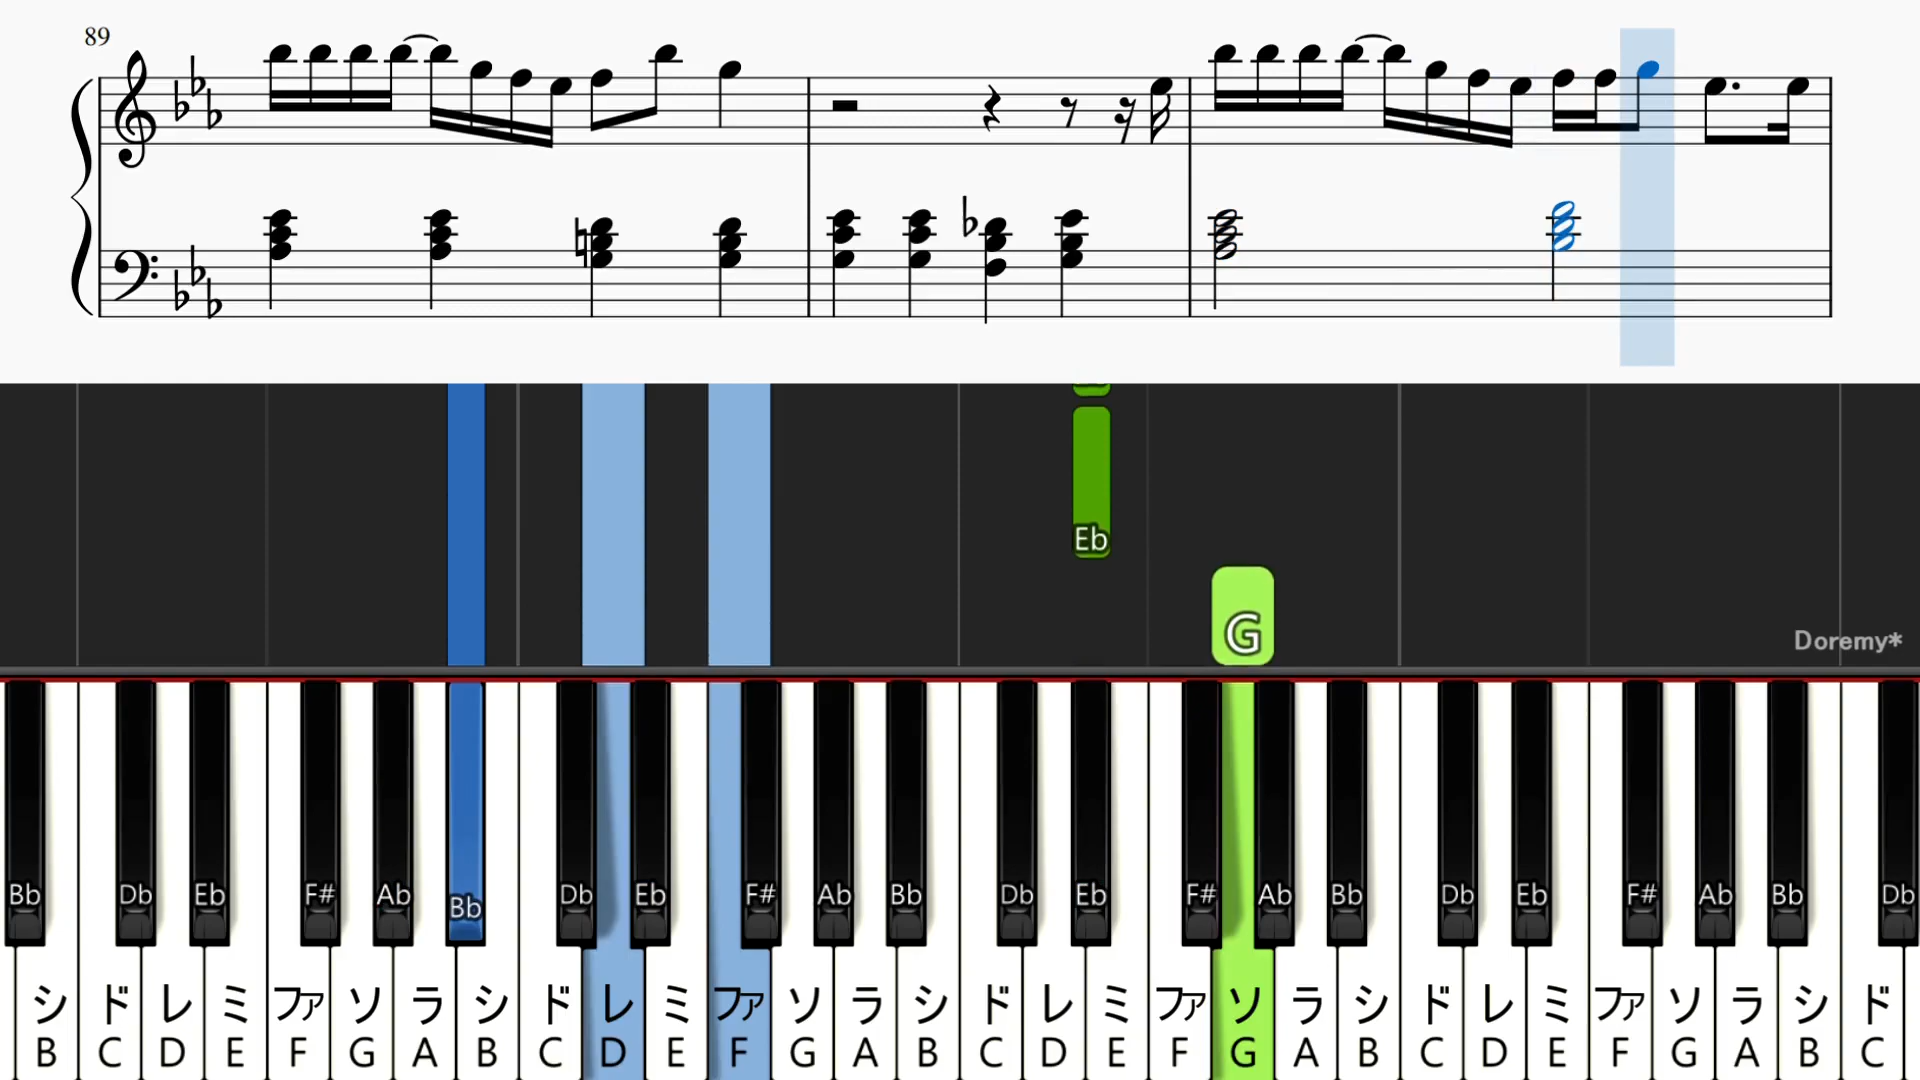 89
Eb
G
Doremy*
Bb Db Eb F# Ab Bb Db Eb F# Ab Bb Db Eb F# Ab Bb Db Eb F# Ab Bb Db
シ ド レ ミ ファ ソ ラ シ ド レ ミ ファ ソ ラ シ ド レ ミ ファ ソ ラ シ ド レ ミ ファ ソ ラ シ ド
B C D E F G A B C D E F G A B C D E F G A B C D E F G A B C